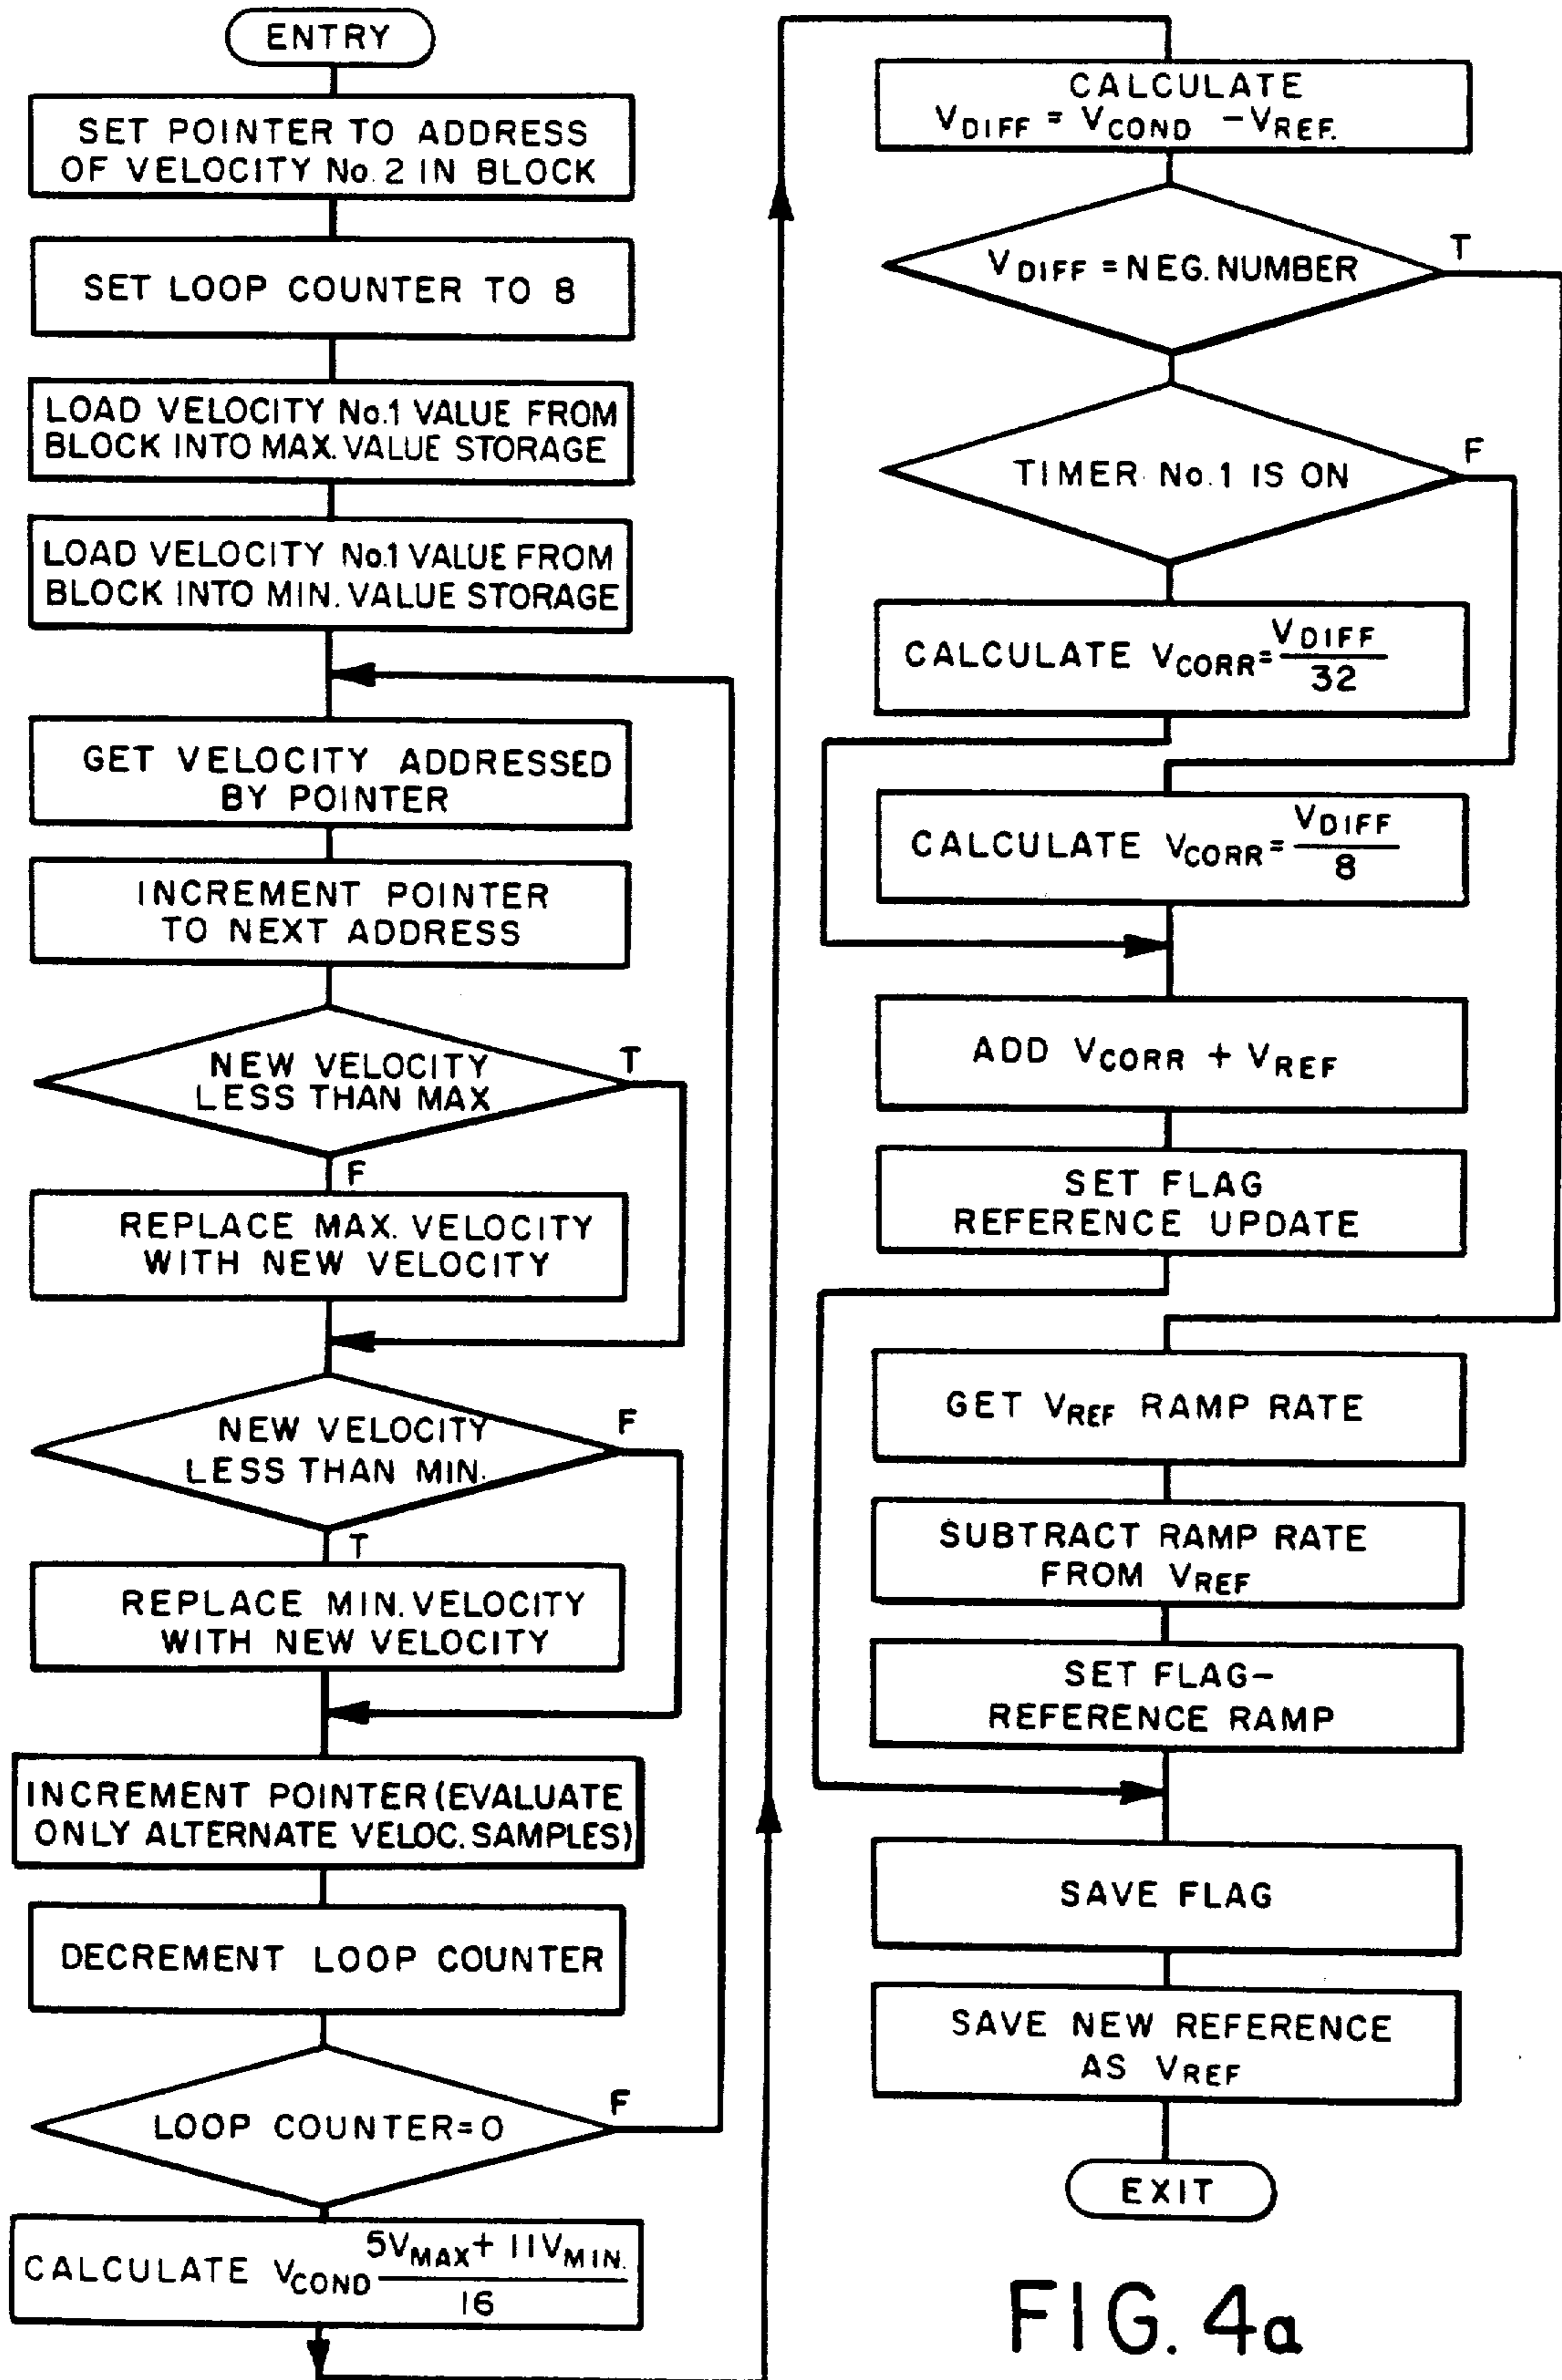 ENTRY
SET POINTER TO ADDRESS
OF VELOCITY No. 2 IN BLOCK
SET LOOP COUNTER TO 8
LOAD VELOCITY No.1 VALUE FROM
BLOCK INTO MAX. VALUE STORAGE
LOAD VELOCITY No.1 VALUE FROM
BLOCK INTO MIN. VALUE STORAGE
GET VELOCITY ADDRESSED
BY POINTER
INCREMENT POINTER
TO NEXT ADDRESS
NEW VELOCITY
LESS THAN MAX
T
F
REPLACE MAX. VELOCITY
WITH NEW VELOCITY
NEW VELOCITY
LESS THAN MIN.
F
T
REPLACE MIN. VELOCITY
WITH NEW VELOCITY
INCREMENT POINTER (EVALUATE
ONLY ALTERNATE VELOC. SAMPLES)
DECREMENT LOOP COUNTER
LOOP COUNTER=0
F
CALCULATE VCOND 5VMAX + 11VMIN.
16
CALCULATE
VDIFF = VCOND - VREF.
VDIFF = NEG. NUMBER
T
TIMER No. 1 IS ON
F
CALCULATE VCORR = VDIFF
32
CALCULATE VCORR = VDIFF
8
ADD VCORR + VREF
SET FLAG
REFERENCE UPDATE
GET VREF RAMP RATE
SUBTRACT RAMP RATE
FROM VREF
SET FLAG-
REFERENCE RAMP
SAVE FLAG
SAVE NEW REFERENCE
AS VREF
EXIT
FIG. 4a